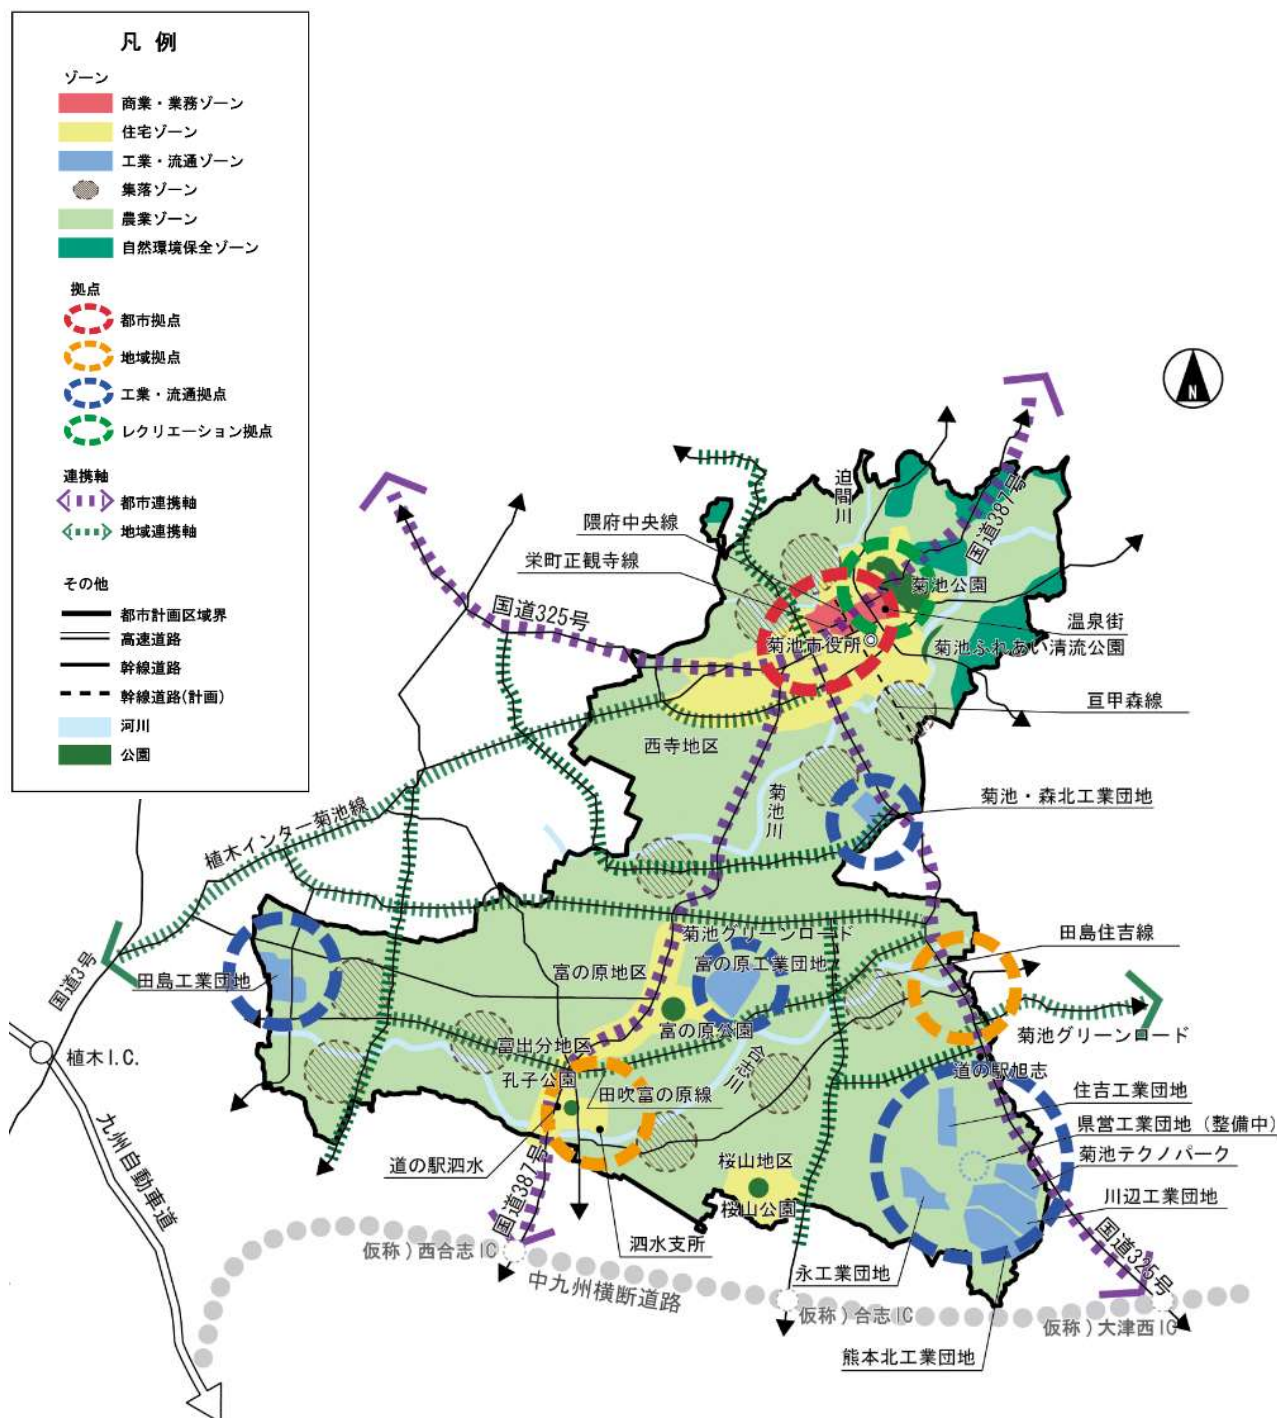 凡 例
ゾーン
商業・業務ゾーン
住宅ゾーン
工業・流通ゾーン
集落ゾーン
農業ゾーン
自然環境保全ゾーン
拠点
都市拠点
地域拠点
工業・流通拠点
レクリエーション拠点
連携軸
都市連携軸
地域連携軸
その他
都市計画区域界
高速道路
幹線道路
幹線道路(計画)
河川
公園
N
迫間川
国道387号
隈府中央線
栄町正観寺線
国道325号
菊池公園
温泉街
菊池市役所
菊池ふれあい清流公園
亘甲森線
西寺地区
菊池川
菊池・森北工業団地
植木インター菊池線
国道3号
田島工業団地
菊池グリーンロード
田島住吉線
富の原地区
富の原工業団地
富の原公園
菊池グリーンロード
植木I.C.
富出分地区
合志川
道の駅旭志
孔子公園
田吹富の原線
住吉工業団地
県営工業団地（整備中）
菊池テクノパーク
川辺工業団地
道の駅泗水
桜山地区
桜山公園
九州自動車道
国道387号
泗水支所
仮称）西合志IC
中九州横断道路
永工業団地
国道325号
仮称）合志IC
仮称）大津西IC
熊本北工業団地